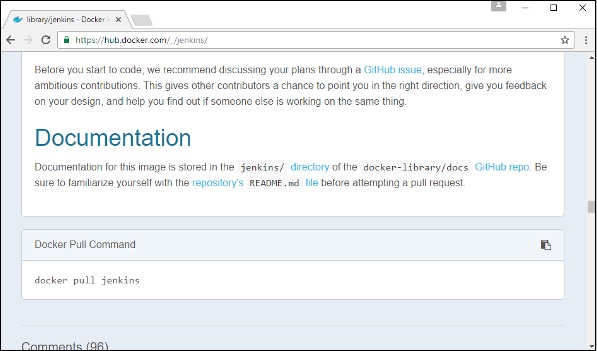 library/jenkins - Docker H
https://hub.docker.com/_/jenkins/
Before you start to code, we recommend discussing your plans through a GitHub issue, especially for more
ambitious contributions. This gives other contributors a chance to point you in the right direction, give you feedback
on your design, and help you find out if someone else is working on the same thing.
Documentation
Documentation for this image is stored in the jenkins/ directory of the docker-library/docs GitHub repo. Be
sure to familiarize yourself with the repository's README.md file before attempting a pull request.
Docker Pull Command
docker pull jenkins
Comments (96)